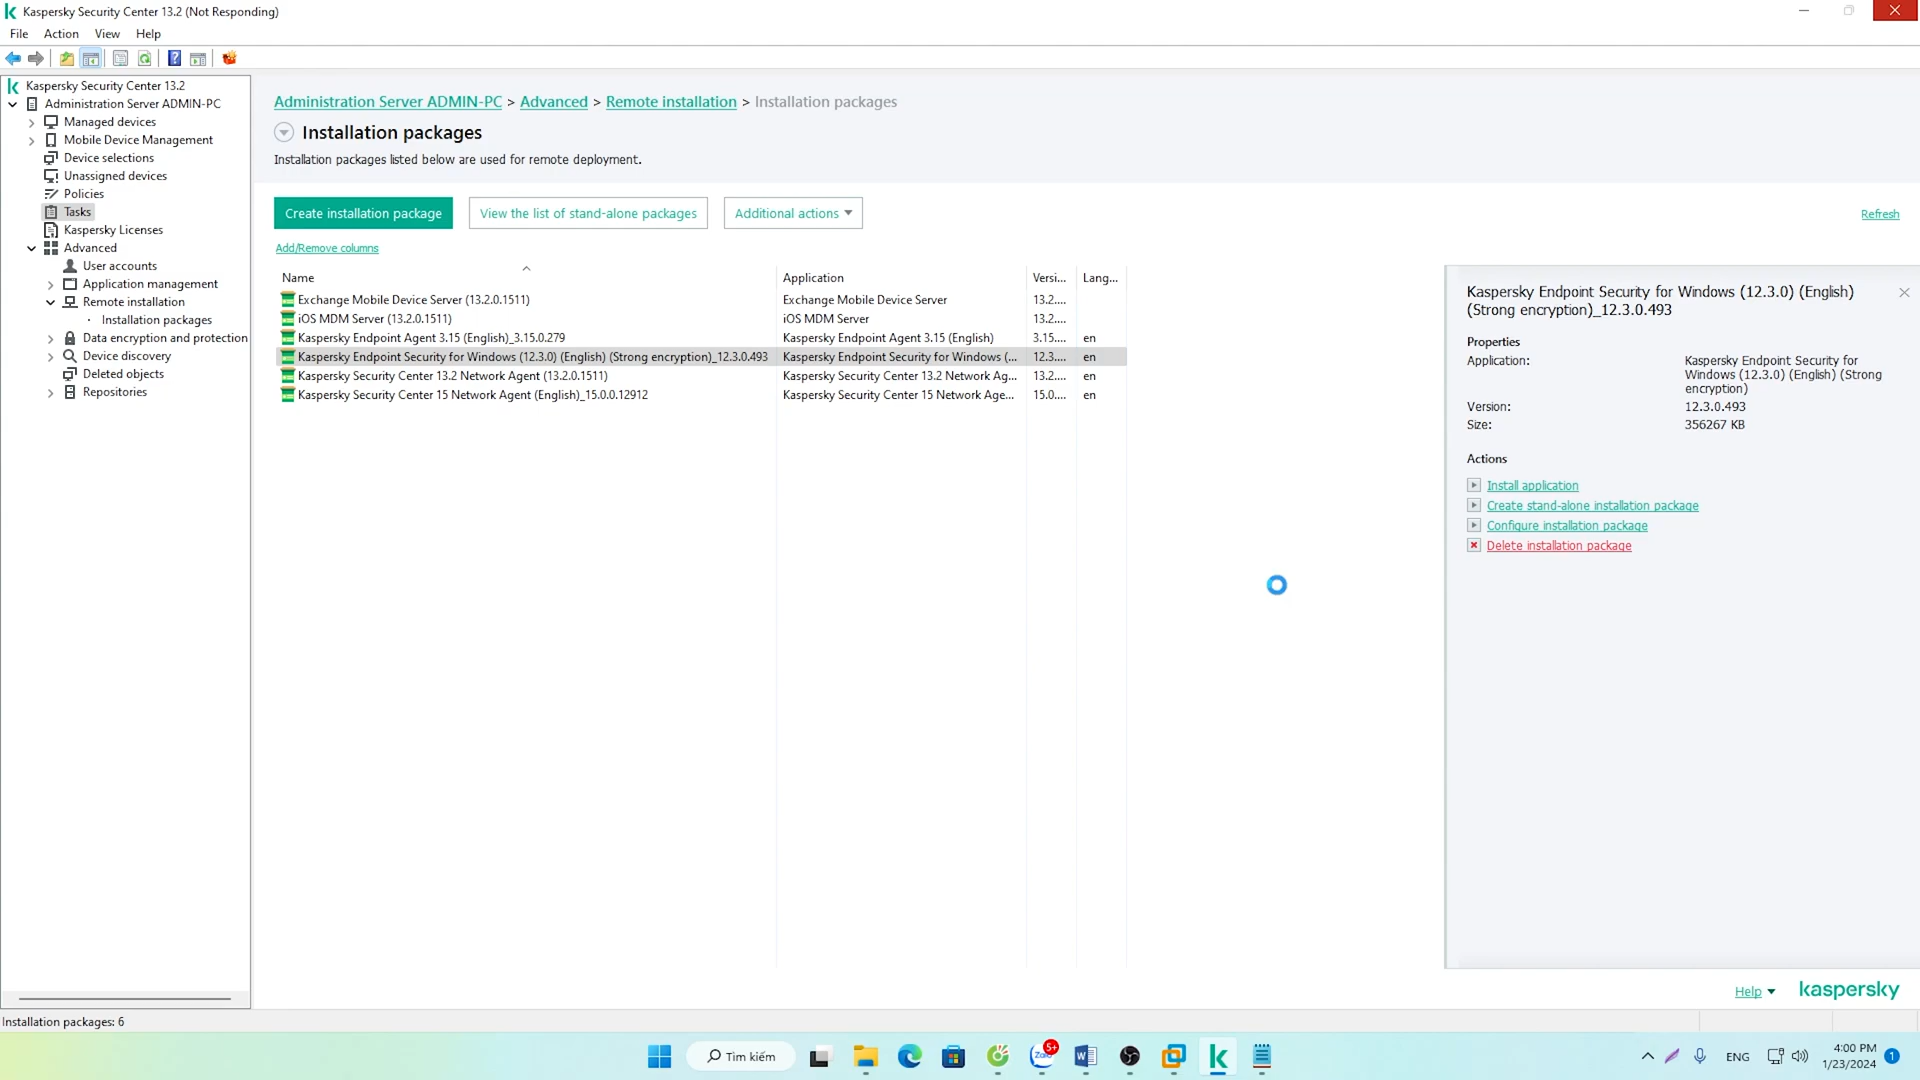 Kaspersky Security Center 13.2 (Not Responding)
File Action View Help
Kaspersky Security Center 13.2
Administration Server ADMIN-PC
Managed devices
Mobile Device Management
Device selections
Unassigned devices
Policies
Tasks
Kaspersky Licenses
Advanced
User accounts
Application management
Remote installation
Installation packages
Data encryption and protection
Device discovery
Deleted objects
Repositories
Administration Server ADMIN-PC > Advanced > Remote installation > Installation packages
Installation packages
Installation packages listed below are used for remote deployment.
Create installation package View the list of stand-alone packages Additional actions Refresh
Add/Remove columns
Name Application Versi... Lang...
Exchange Mobile Device Server (13.2.0.1511) Exchange Mobile Device Server 13.2....
iOS MDM Server (13.2.0.1511) iOS MDM Server 13.2....
Kaspersky Endpoint Agent 3.15 (English)_3.15.0.279 Kaspersky Endpoint Agent 3.15 (English) 3.15.... en
Kaspersky Endpoint Security for Windows (12.3.0) (English) (Strong encryption)_12.3.0.493 Kaspersky Endpoint Security for Windows (... 12.3.... en
Kaspersky Security Center 13.2 Network Agent (13.2.0.1511) Kaspersky Security Center 13.2 Network Ag... 13.2.... en
Kaspersky Security Center 15 Network Agent (English)_15.0.0.12912 Kaspersky Security Center 15 Network Age... 15.0.... en
Kaspersky Endpoint Security for Windows (12.3.0) (English)
(Strong encryption)_12.3.0.493
Properties
Application: Kaspersky Endpoint Security for
Windows (12.3.0) (English) (Strong
encryption)
Version: 12.3.0.493
Size: 356267 KB
Actions
Install application
Create stand-alone installation package
Configure installation package
Delete installation package
Help kaspersky
Installation packages: 6
Tìm kiếm
Zalo
5+
ENG
4:00 PM
1/23/2024
1